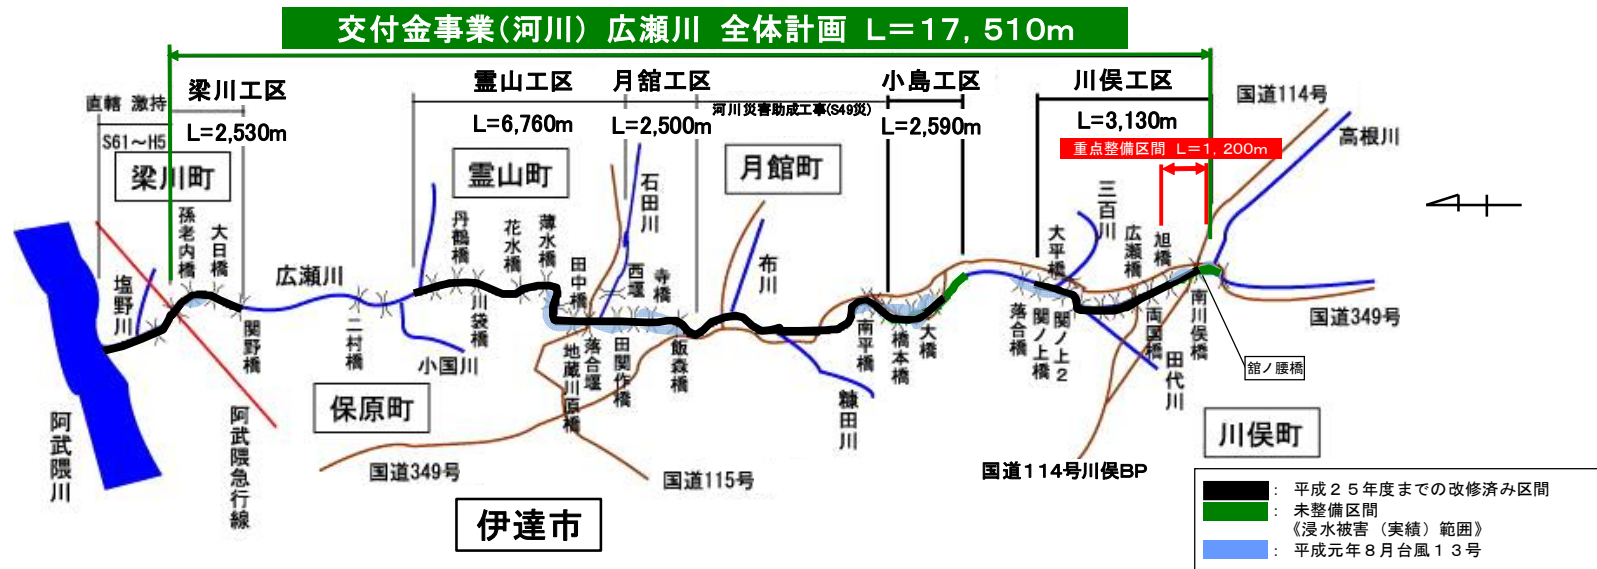 交付金事業(河川) 広瀬川 全体計画 L=17,510m
直轄 激持
S61～H5
梁川工区
L=2,530m
霊山工区
L=6,760m
月舘工区
L=2,500m
河川災害助成工事(S49災)
小島工区
L=2,590m
川俣工区
L=3,130m
重点整備区間 L=1,200m
国道114号
高根川
梁川町
霊山町
月館町
孫老内橋
大日橋
塩野川
広瀬川
関野橋
二村橋
小国川
丹鶴橋
川袋橋
花水橋
薄水橋
田中橋
石田川
西堰
寺橋
地蔵川原橋
落合堰
田関作橋
飯森橋
布川
糠田川
南平橋
橋本橋
大橋
落合橋
大平橋
関ノ上橋
関ノ上2
三百川
広瀬橋
旭橋
両国橋
田代川
南川俣橋
舘ノ腰橋
国道349号
阿武隈川
阿武隈急行線
保原町
国道349号
国道115号
国道114号川俣BP
川俣町
伊達市
： 平成２５年度までの改修済み区間
： 未整備区間
《浸水被害（実績）範囲》
： 平成元年８月台風１３号